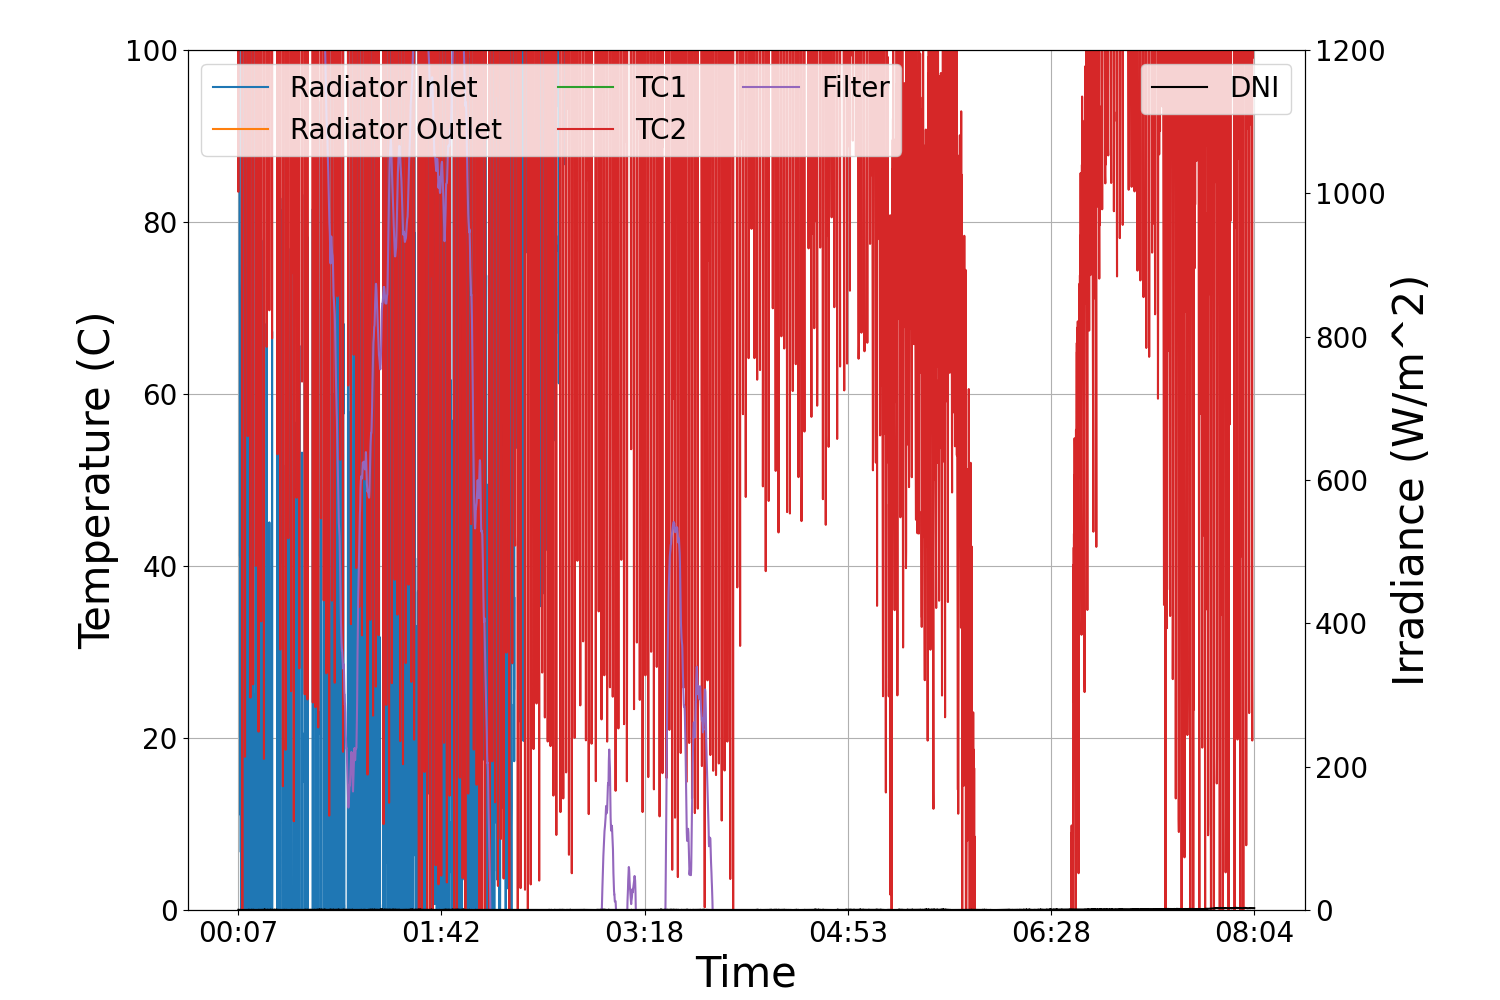 100
80
60
40
20
0
Temperature (C)
Radiator Inlet
Radiator Outlet
TC1
TC2
Filter
DNI
1200
1000
800
600
400
200
0
Irradiance (W/m^2)
00:07
01:42
03:18
04:53
06:28
08:04
Time